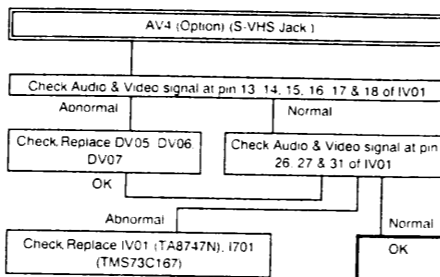 AV4 (Option) (S-VHS Jack )
Check Audio & Video signal at pin 13 14, 15, 16 17 & 18 of IV01
Abnormal
Normal
Check, Replace DV05, DV06,
DV07
Check Audio & Video signal at pin
26, 27 & 31 of IV01
OK
Abnormal
Normal
Check, Replace IV01 (TA8747N), I701
(TMS73C167)
OK